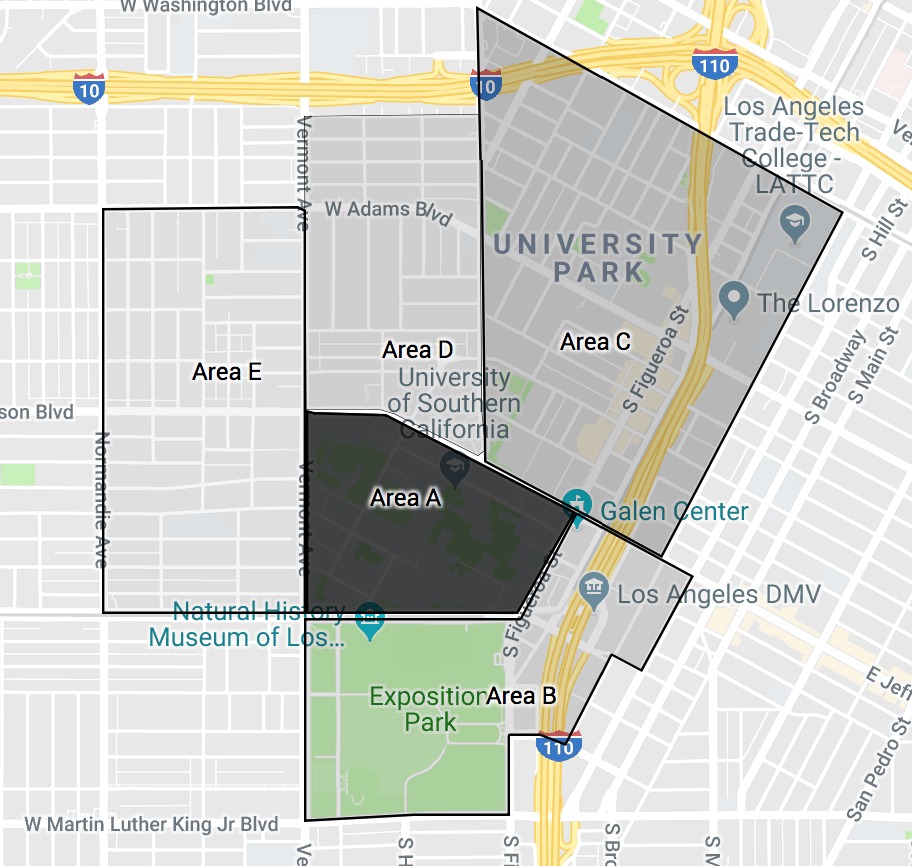 W Washington Blvd
10
10
110
Los Angeles
Trade-Tech
College -
LATTC
Ve
Vermont Ave
W Adams Blvd
S Hill St
UNIVERSITY
PARK
The Lorenzo
Area C
Area D
Area E
University
of Southern
California
S Figueroa St
S Broadway
S Main St
son Blvd
Normandie Ave
Vermont Ave
Area A
Galen Center
S Figueroa St
Los Angeles DMV
Natural History
Museum of Los...
Exposition
Park
Area B
E Jeff
110
San Pedro St
W Martin Luther King Jr Blvd
Ve
S H
S Fi
S Bro
S M